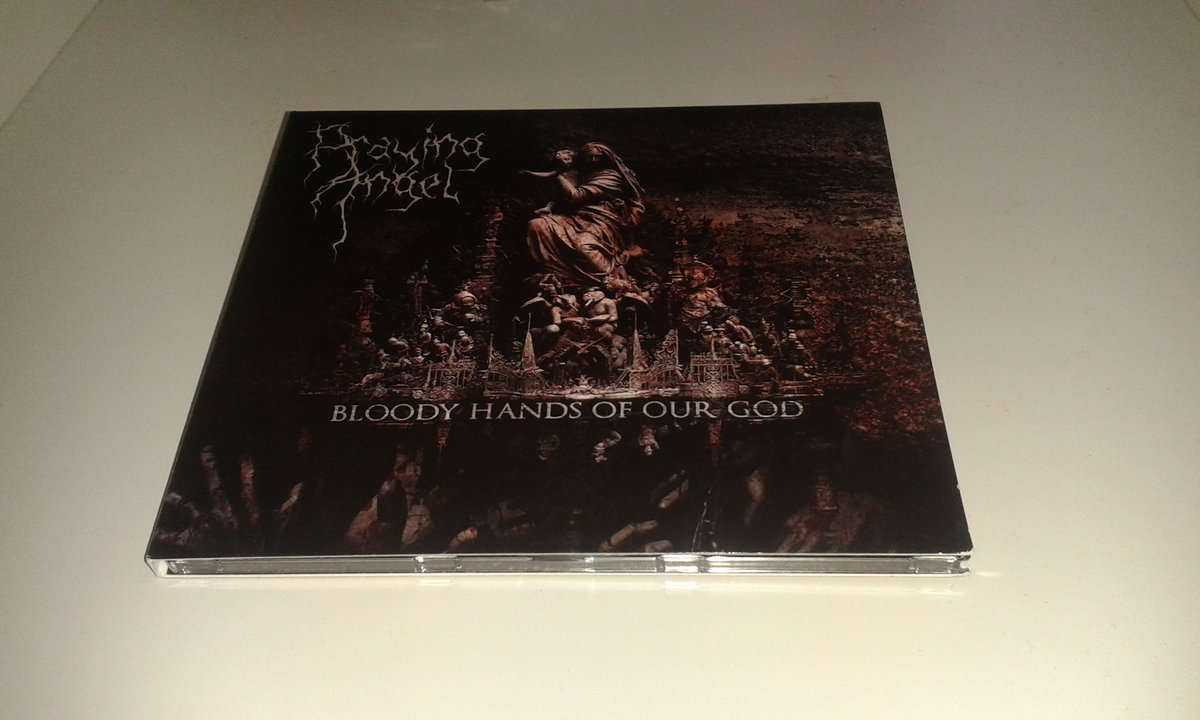 Praying
Angel
BLOODY HANDS OF OUR GOD